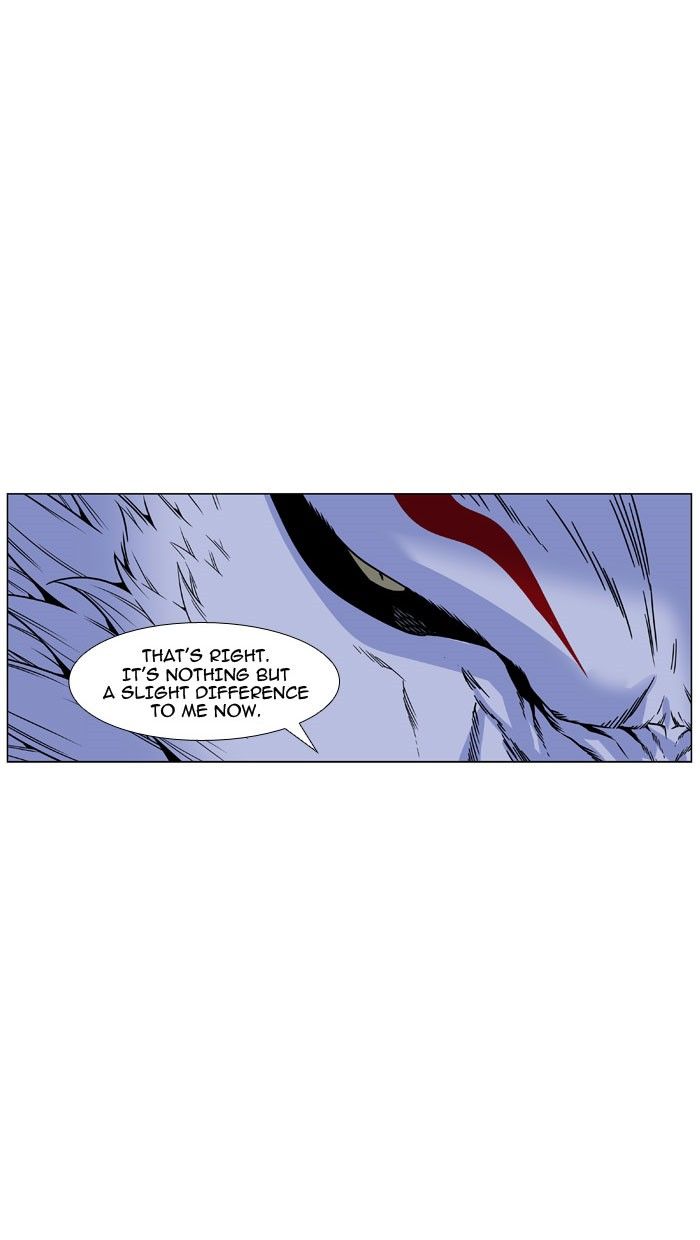 THAT'S RIGHT.
IT'S NOTHING BUT
A SLIGHT DIFFERENCE
TO ME NOW.